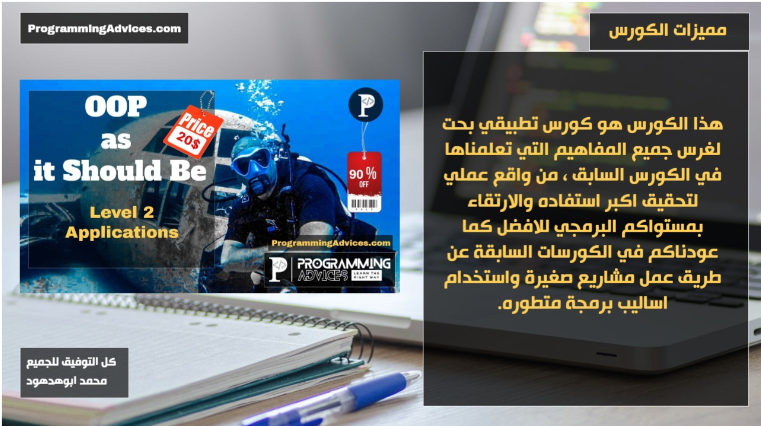 ProgrammingAdvices.com
مميزات الكورس
OOP
as
it Should Be
Price
20$
Level 2
Applications
90 %
OFF
ProgrammingAdvices.com
PROGRAMMING
ADVICES
LEARN THE
RIGHT WAY
هذا الكورس هو كورس تطبيقي بحت
لغرس جميع المفاهيم التي تعلمناها
في الكورس السابق ، من واقع عملي
لتحقيق اكبر استفاده والارتقاء
بمستواكم البرمجي للافضل كما
عودناكم في الكورسات السابقة عن
طريق عمل مشاريع صغيرة واستخدام
اساليب برمجة متطوره.
كل التوفيق للجميع
محمد ابوهدهود